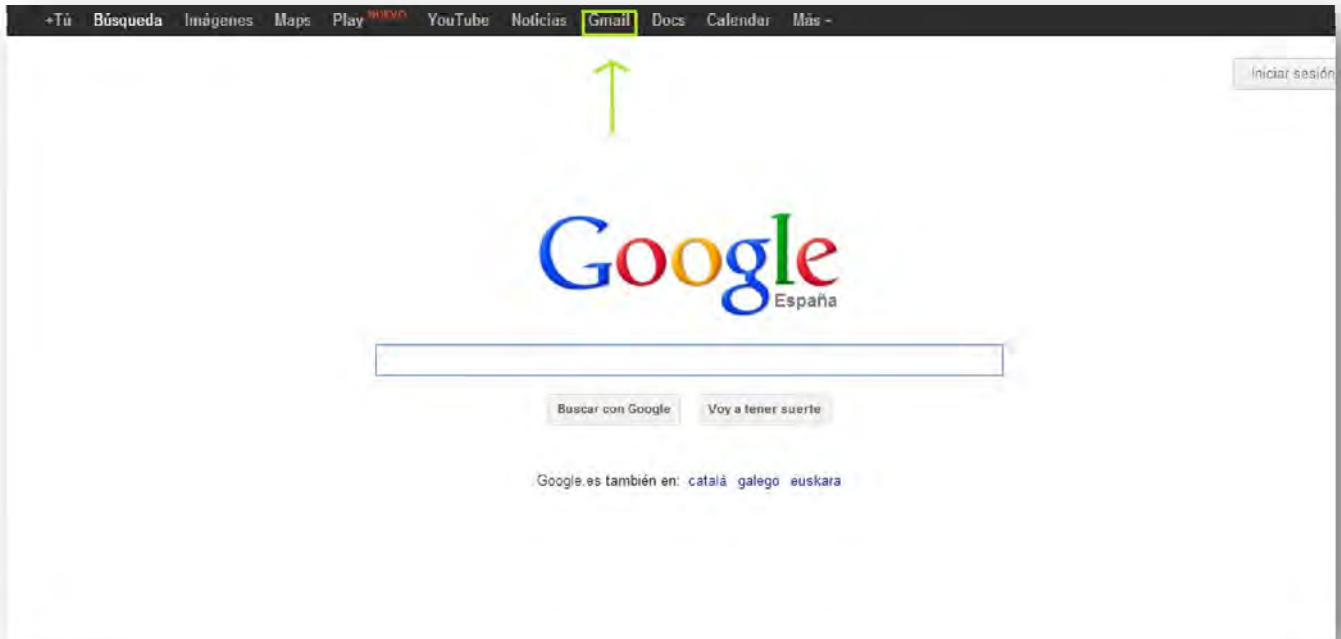 +Tú Búsqueda Imágenes Maps Play NUEVO YouTube Noticias Gmail Docs Calendar Más
Iniciar sesión
Google
España
Buscar con Google Voy a tener suerte
Google.es también en: català galego euskara